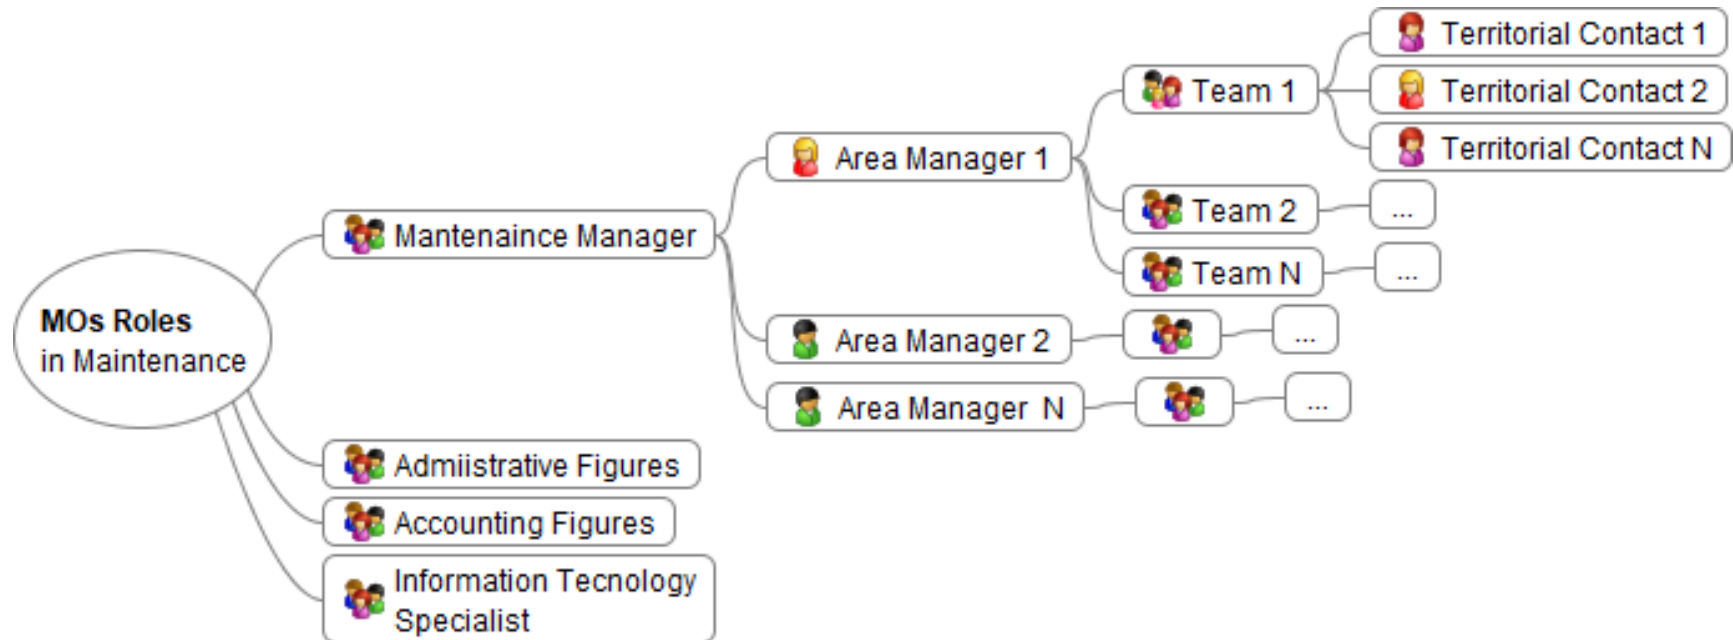 MOs Roles
in Maintenance
Mantenaince Manager
Area Manager 1
Team 1
Territorial Contact 1
Territorial Contact 2
Territorial Contact N
Team 2
...
Team N
...
Area Manager 2
...
Area Manager  N
...
Admiistrative Figures
Accounting Figures
Information Tecnology
Specialist